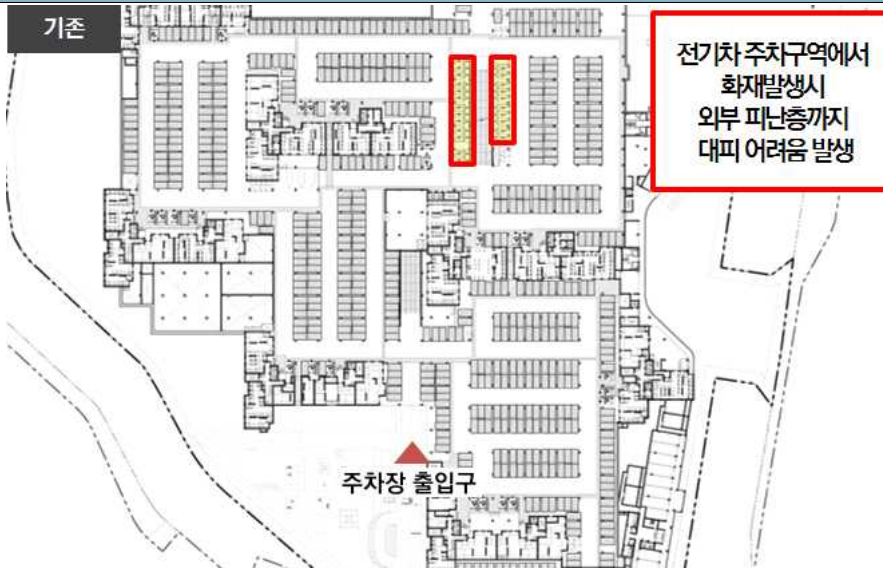 기존
전기차 주차구역에서
화재발생시
외부 피난층까지
대피 어려움 발생
주차장 출입구